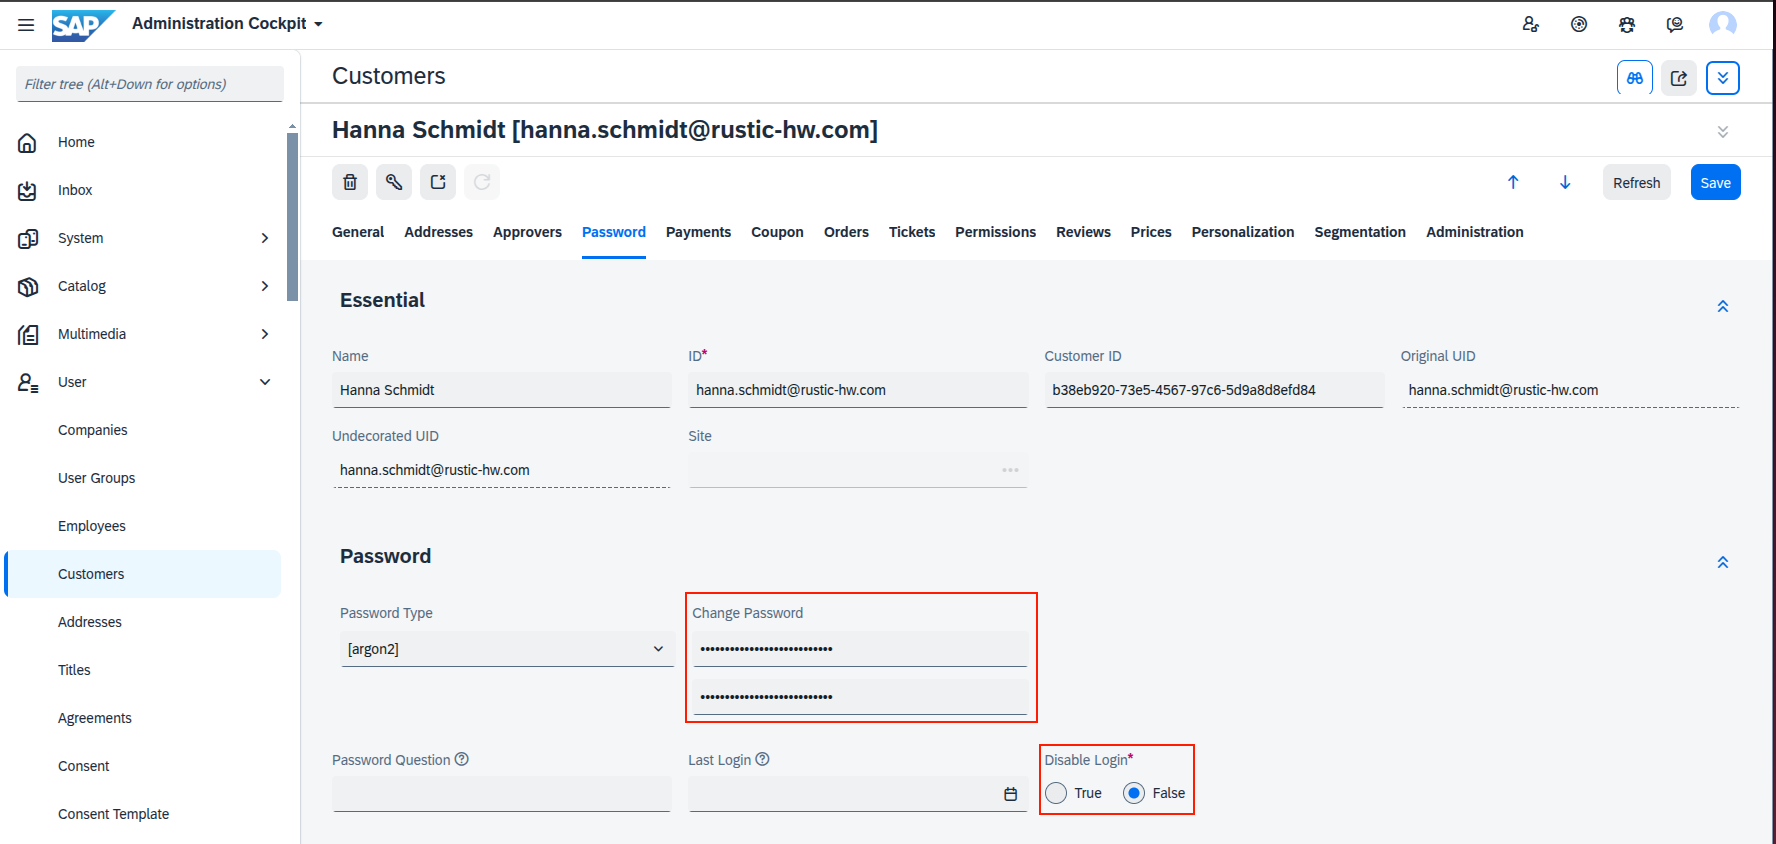 SAP Administration Cockpit
Filter tree (Alt+Down for options)
Home
Inbox
System
Catalog
Multimedia
User
Companies
User Groups
Employees
Customers
Addresses
Titles
Agreements
Consent
Consent Template
Customers
Hanna Schmidt [hanna.schmidt@rustic-hw.com]
Refresh Save
General Addresses Approvers Password Payments Coupon Orders Tickets Permissions Reviews Prices Personalization Segmentation Administration
Essential
Name ID* Customer ID Original UID
Hanna Schmidt hanna.schmidt@rustic-hw.com b38eb920-73e5-4567-97c6-5d9a8d8efd84 hanna.schmidt@rustic-hw.com
Undecorated UID Site
hanna.schmidt@rustic-hw.com
Password
Password Type Change Password
[argon2] •••••••••••••••••••••••••••
•••••••••••••••••••••••••••
Password Question Last Login Disable Login*
True False